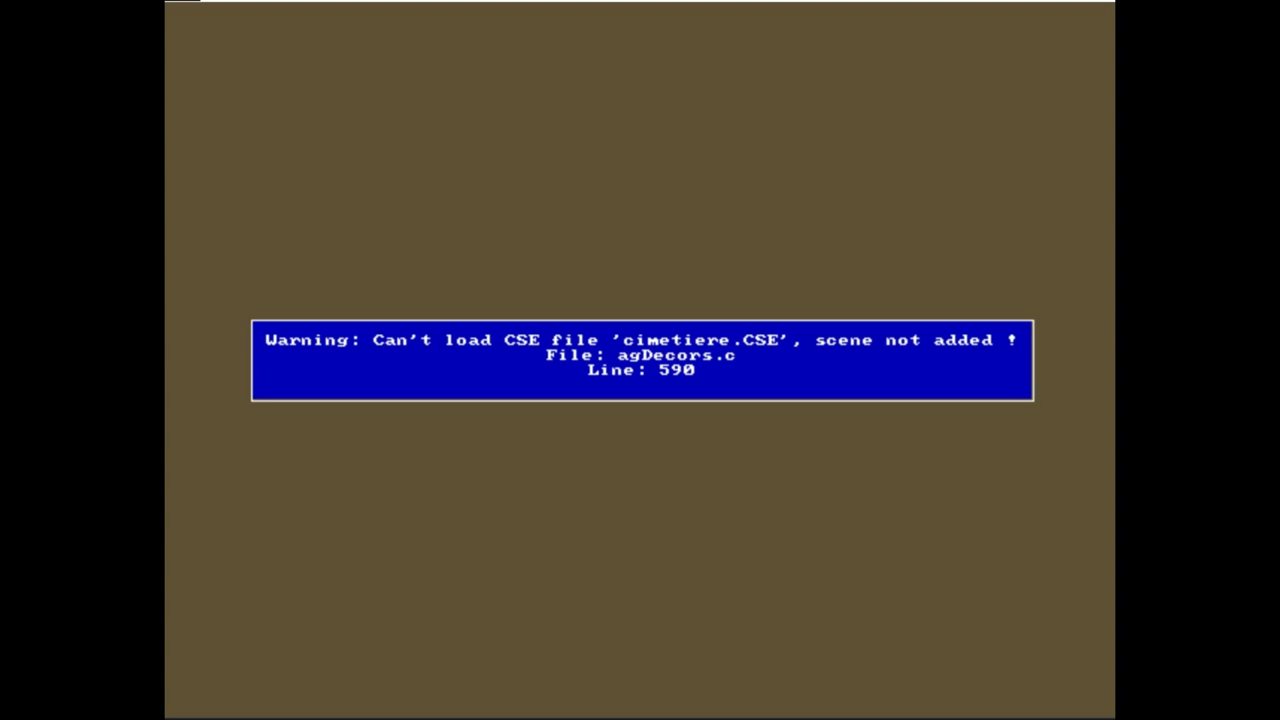 Warning: Can't load CSE file 'cimetiere.CSE', scene not added !
File: agDecors.c
Line: 590